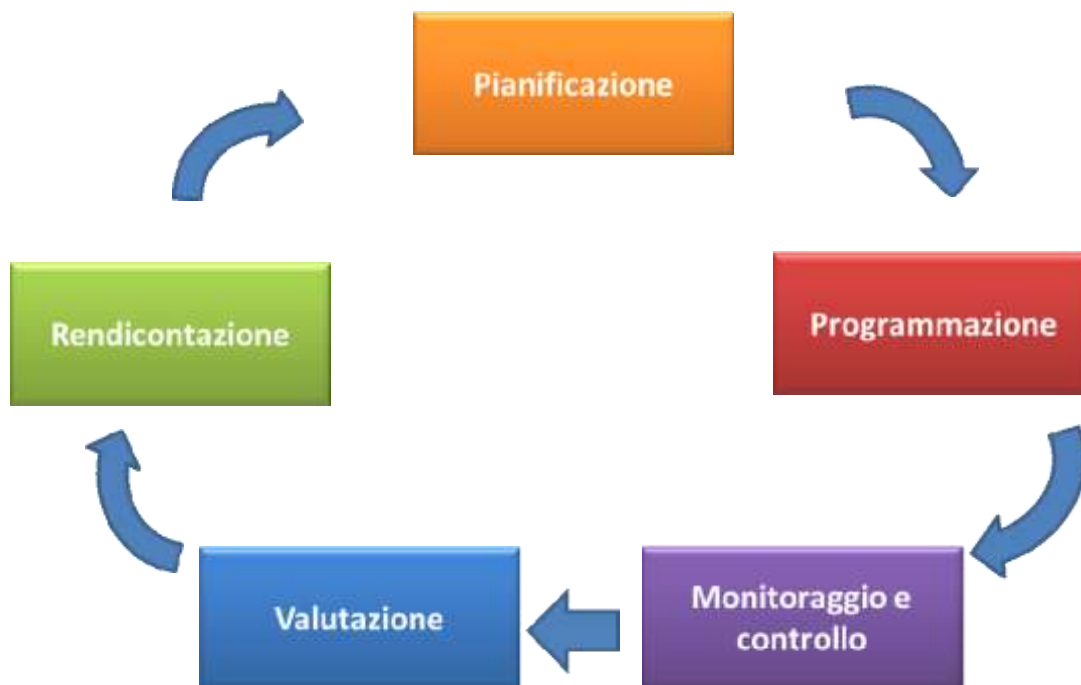 Pianificazione
Programmazione
Monitoraggio e
controllo
Valutazione
Rendicontazione